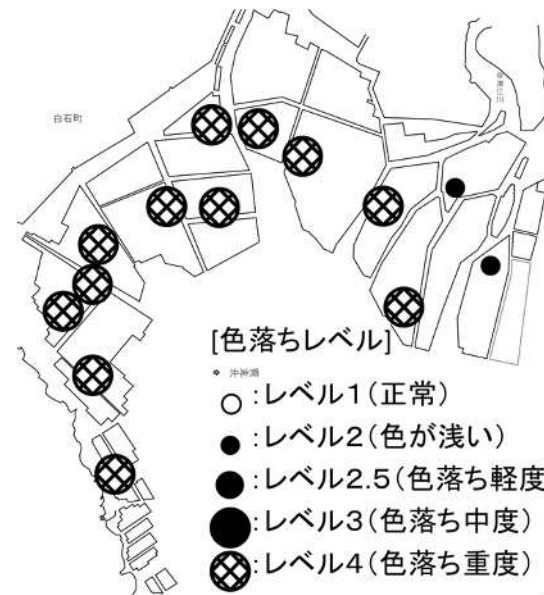 白石町
[色落ちレベル]
:レベル1(正常)
:レベル2(色が浅い)
:レベル2.5(色落ち軽度
:レベル3(色落ち中度)
:レベル4(色落ち重度)